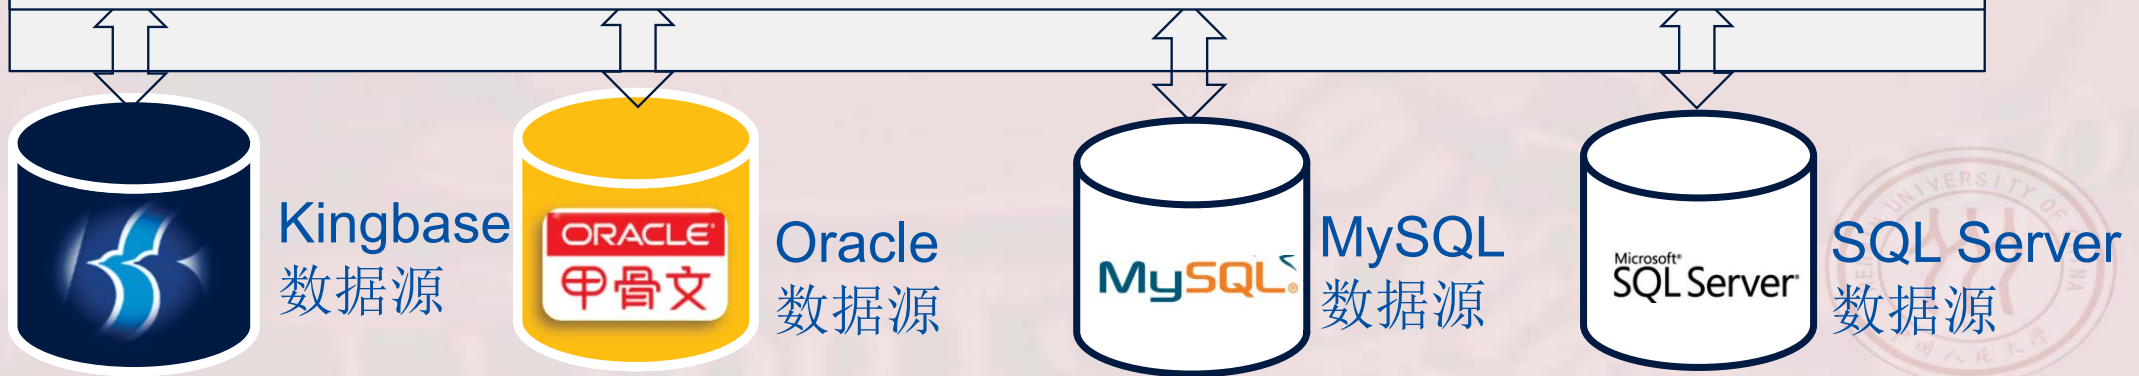 Kingbase
数据源
ORACLE
甲骨文
Oracle
数据源
MySQL®
MySQL
数据源
Microsoft®
SQL Server®
SQL Server
数据源